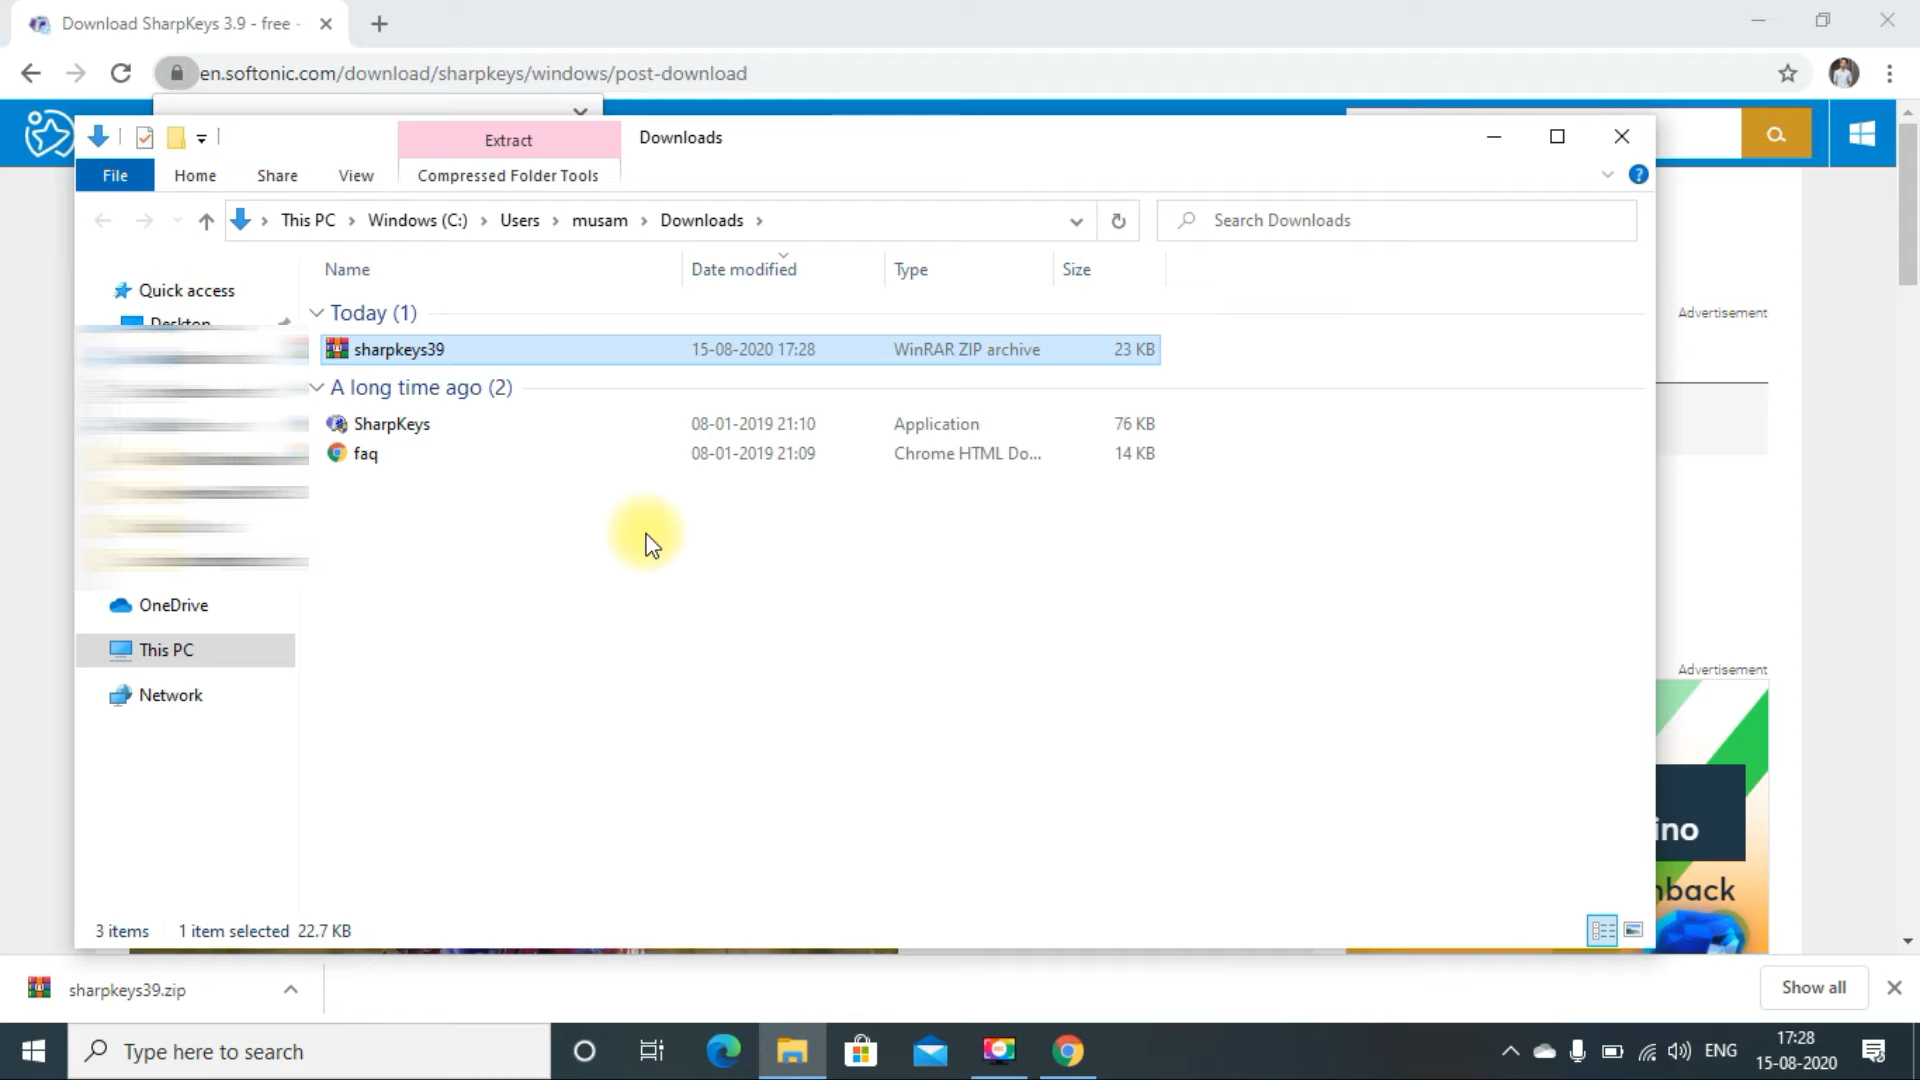 Download SharpKeys 3.9 - free -
en.softonic.com/download/sharpkeys/windows/post-download
Extract
Downloads
File
Home
Share
View
Compressed Folder Tools
This PC > Windows (C:) > Users > musam > Downloads >
Search Downloads
Name
Date modified
Type
Size
Quick access
Desktop
Today (1)
sharpkeys39 15-08-2020 17:28 WinRAR ZIP archive 23 KB
A long time ago (2)
SharpKeys 08-01-2019 21:10 Application 76 KB
faq 08-01-2019 21:09 Chrome HTML Do... 14 KB
OneDrive
This PC
Network
Advertisement
Advertisement
ino
nback
3 items 1 item selected 22.7 KB
sharpkeys39.zip
Show all
Type here to search
ENG
17:28
15-08-2020